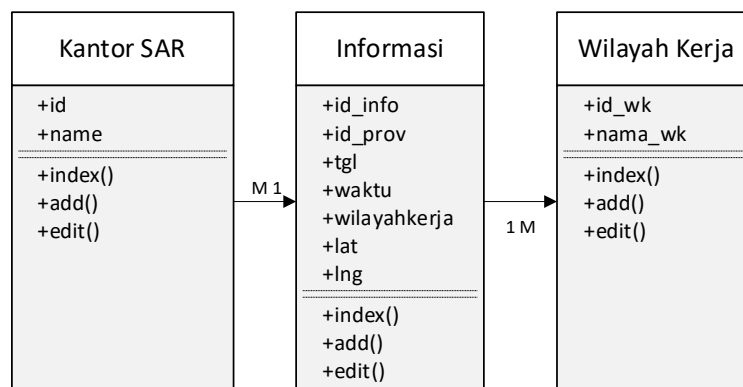 Kantor SAR
+id
+name
+index()
+add()
+edit()
M 1
Informasi
+id_info
+id_prov
+tgl
+waktu
+wilayahkerja
+lat
+lng
+index()
+add()
+edit()
1 M
Wilayah Kerja
+id_wk
+nama_wk
+index()
+add()
+edit()